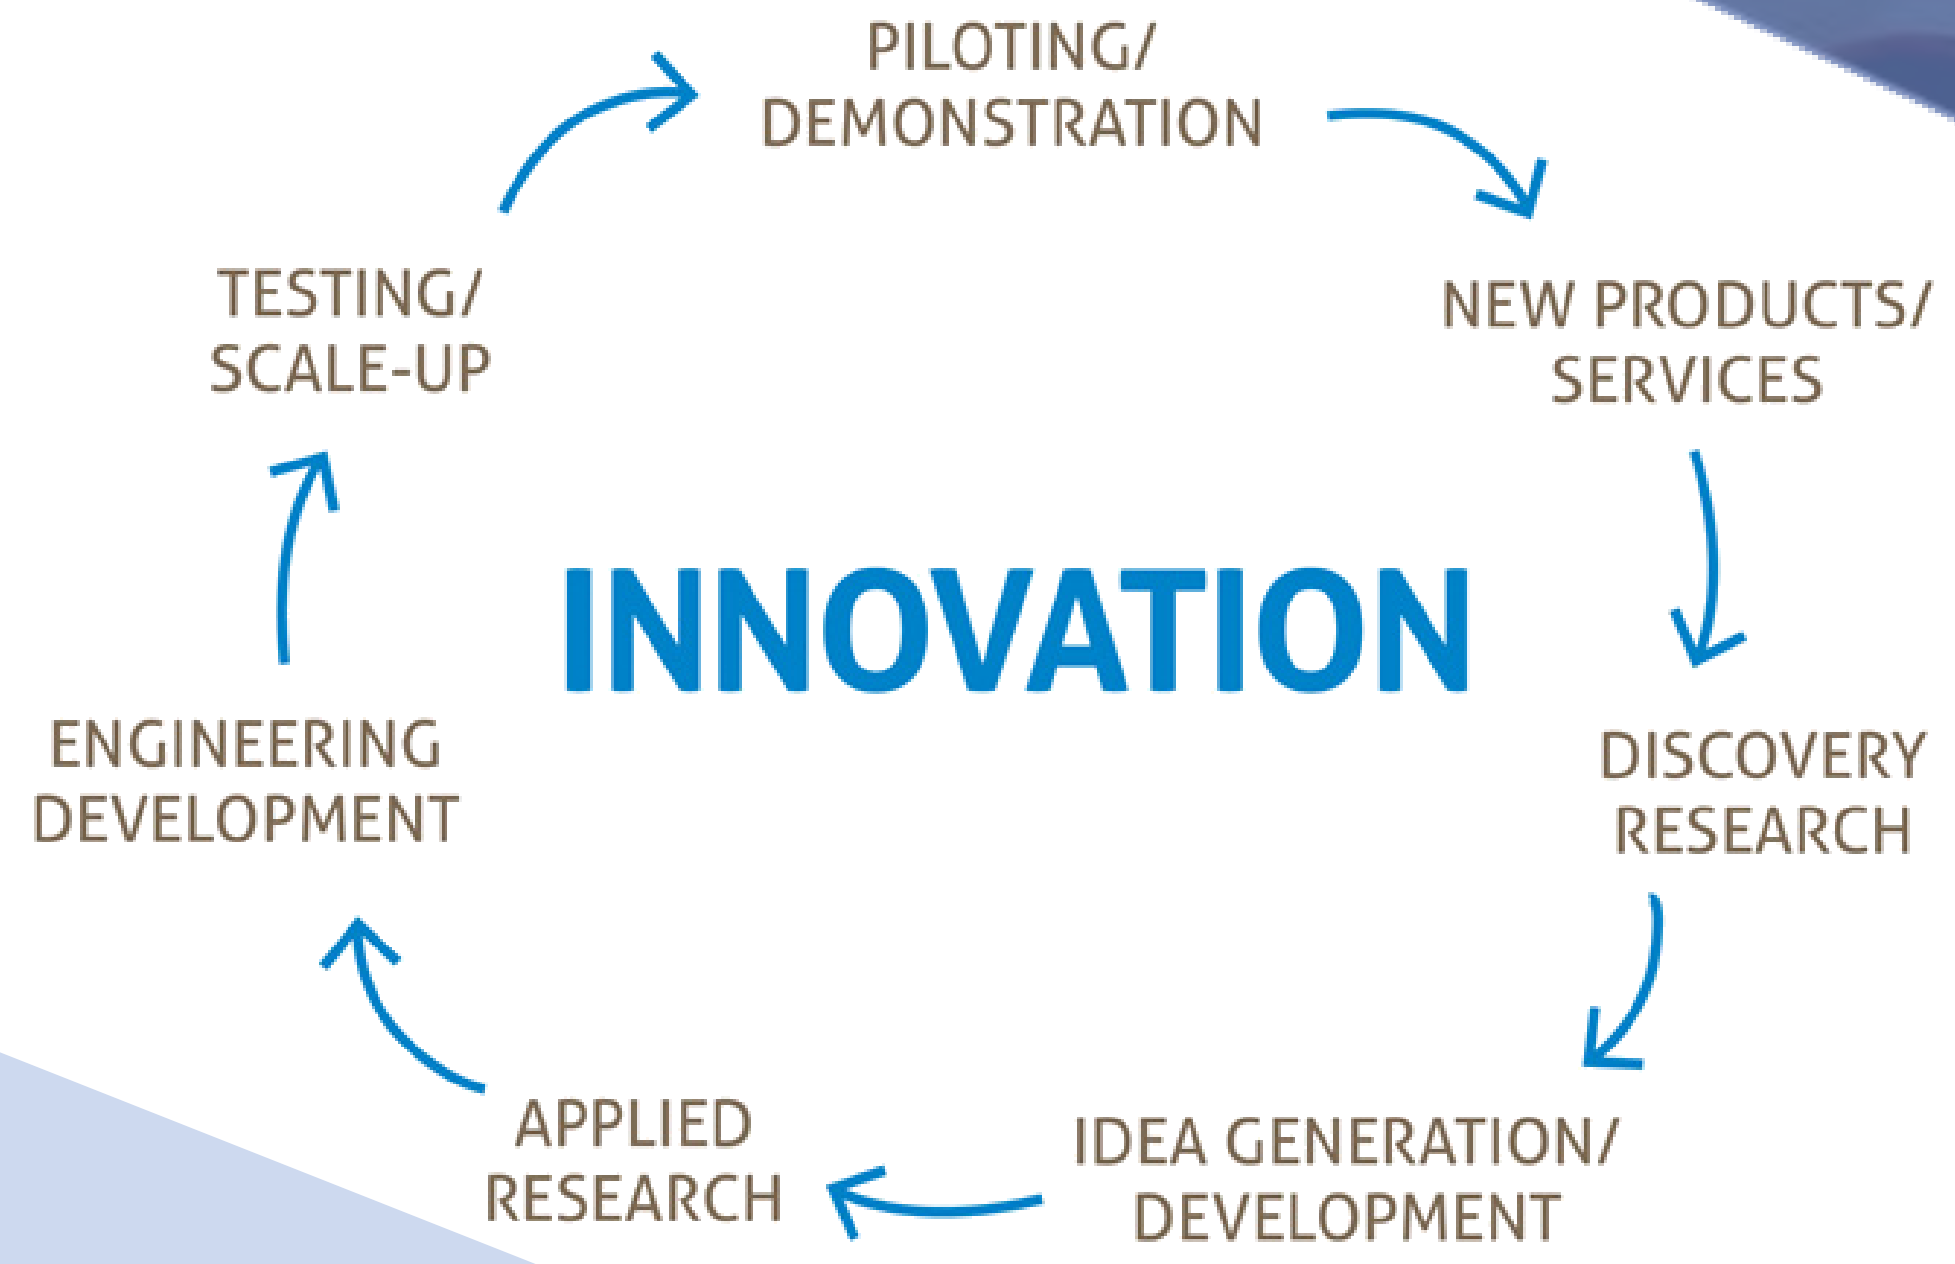 PILOTING/
DEMONSTRATION
NEW PRODUCTS/
SERVICES
DISCOVERY
RESEARCH
IDEA GENERATION/
DEVELOPMENT
APPLIED
RESEARCH
ENGINEERING
DEVELOPMENT
TESTING/
SCALE-UP
INNOVATION